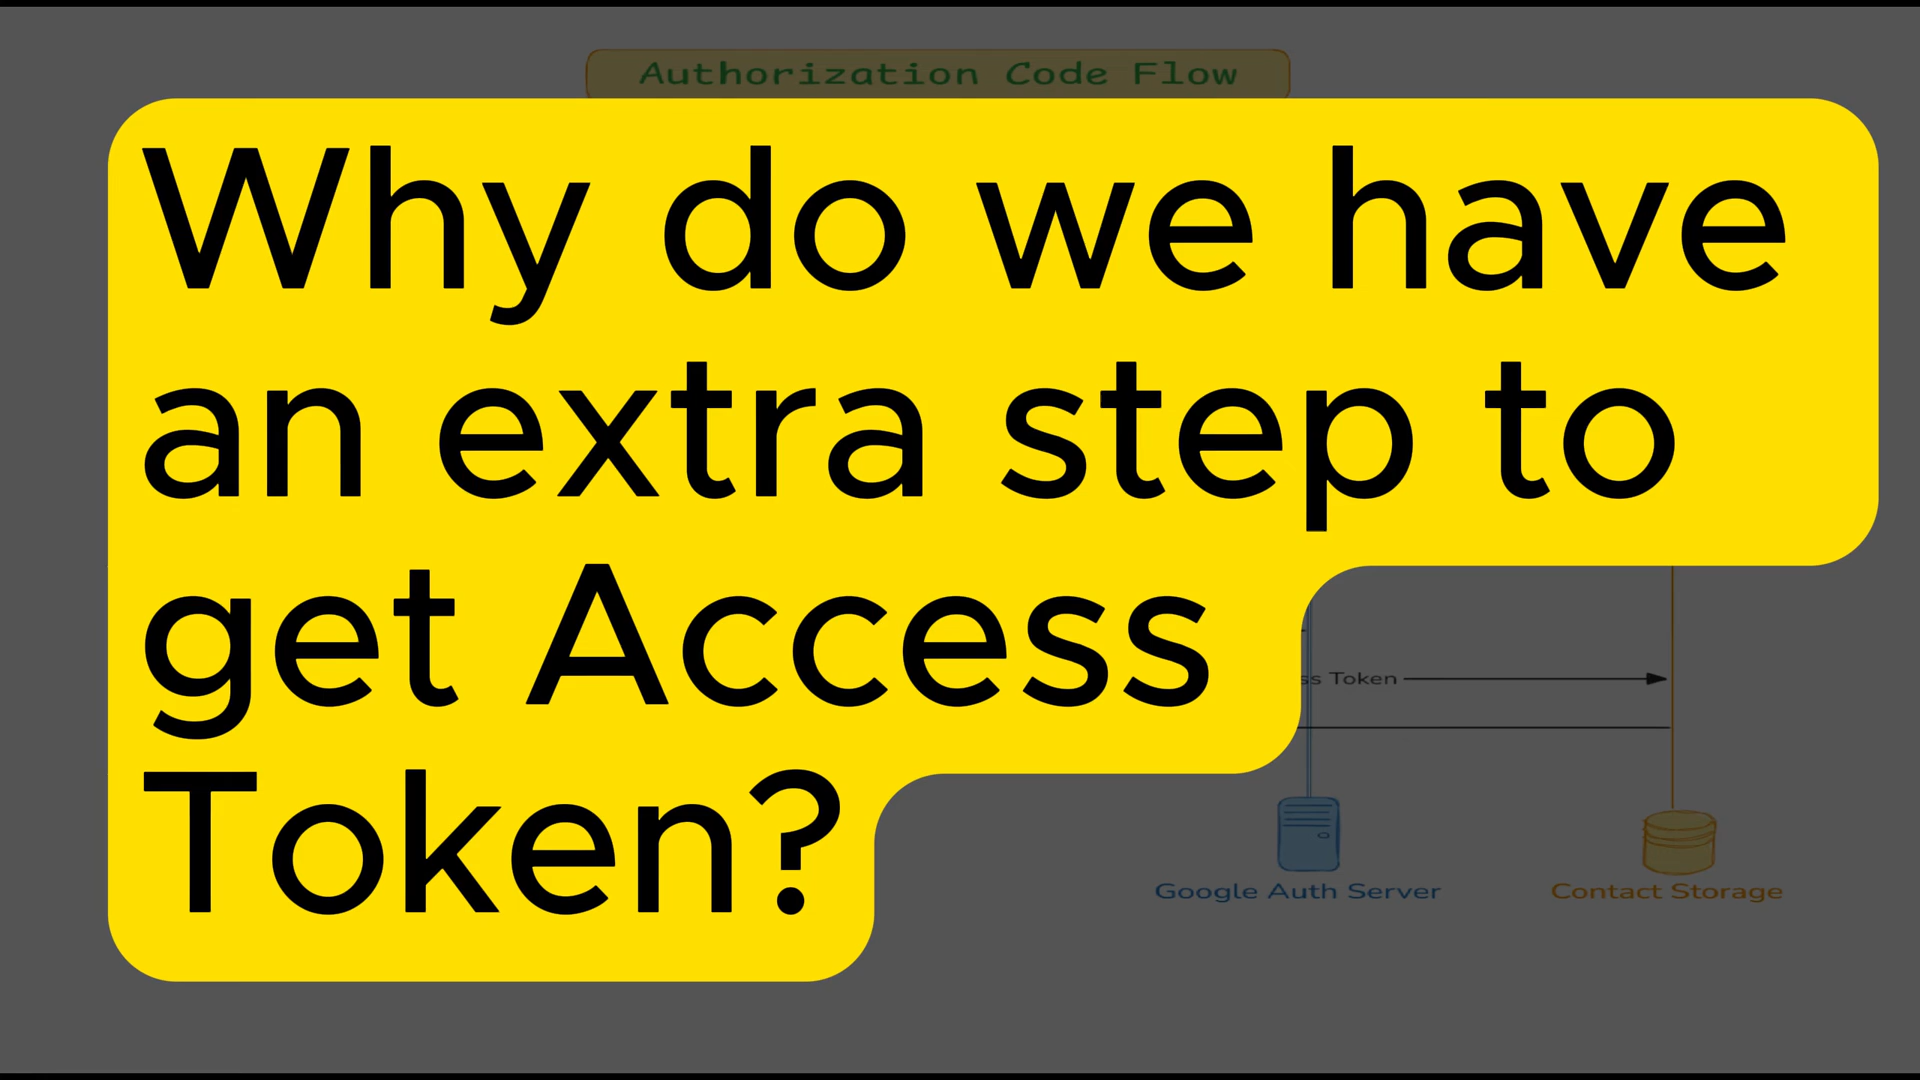 Authorization Code Flow
Why do we have
an extra step to
get Access
Token?
Token
Google Auth Server
Contact Storage